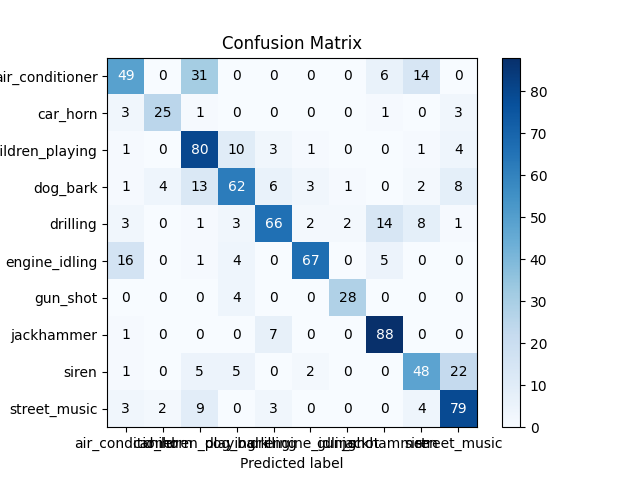 Confusion Matrix
air_conditioner 49 0 31 0 0 0 0 6 14 0
car_horn 3 25 1 0 0 0 0 1 0 3
ildren_playing 1 0 80 10 3 1 0 0 1 4
dog_bark 1 4 13 62 6 3 1 0 2 8
drilling 3 0 1 3 66 2 2 14 8 1
engine_idling 16 0 1 4 0 67 0 5 0 0
gun_shot 0 0 0 4 0 0 28 0 0 0
jackhammer 1 0 0 0 7 0 0 88 0 0
siren 1 0 5 5 0 2 0 0 48 22
street_music 3 2 9 0 3 0 0 0 4 79
street_music
Predicted label
80
70
60
50
40
30
20
10
0